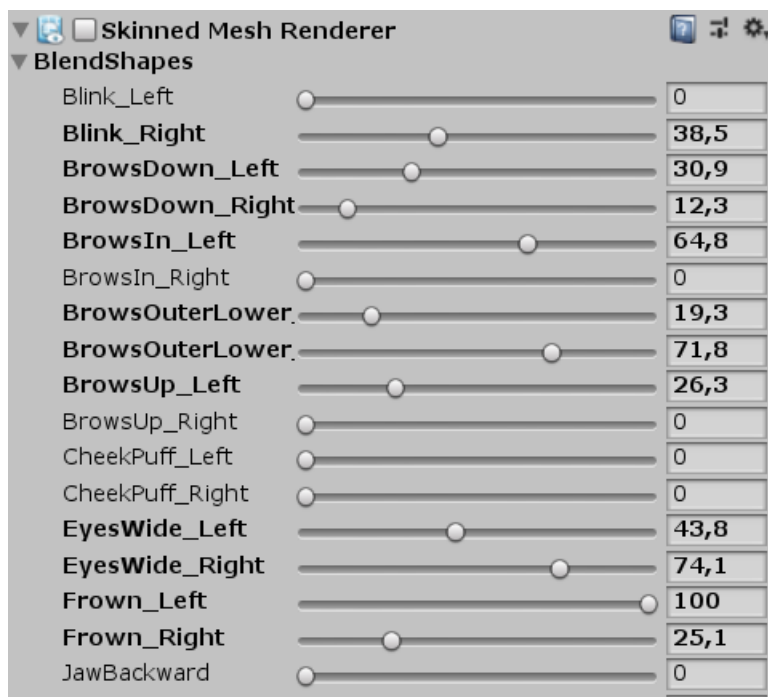 Skinned Mesh Renderer
BlendShapes
Blink_Left 0
Blink_Right 38,5
BrowsDown_Left 30,9
BrowsDown_Right 12,3
BrowsIn_Left 64,8
BrowsIn_Right 0
BrowsOuterLower_ 19,3
BrowsOuterLower_ 71,8
BrowsUp_Left 26,3
BrowsUp_Right 0
CheekPuff_Left 0
CheekPuff_Right 0
EyesWide_Left 43,8
EyesWide_Right 74,1
Frown_Left 100
Frown_Right 25,1
JawBackward 0